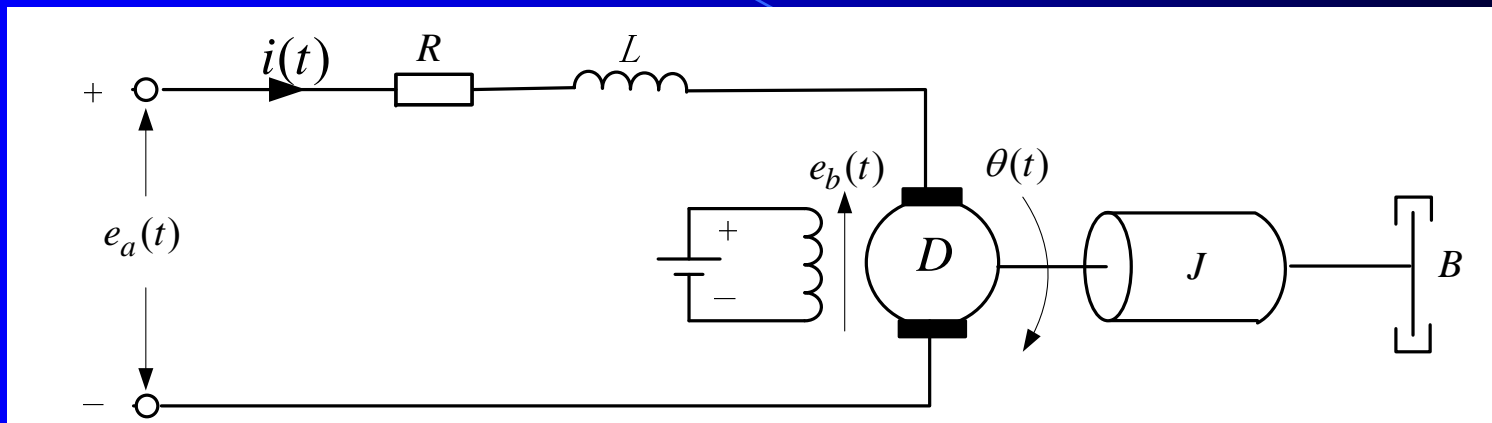 i(t) R L
+
e_b(t) θ(t)
+
e_a(t) D J B
−
−